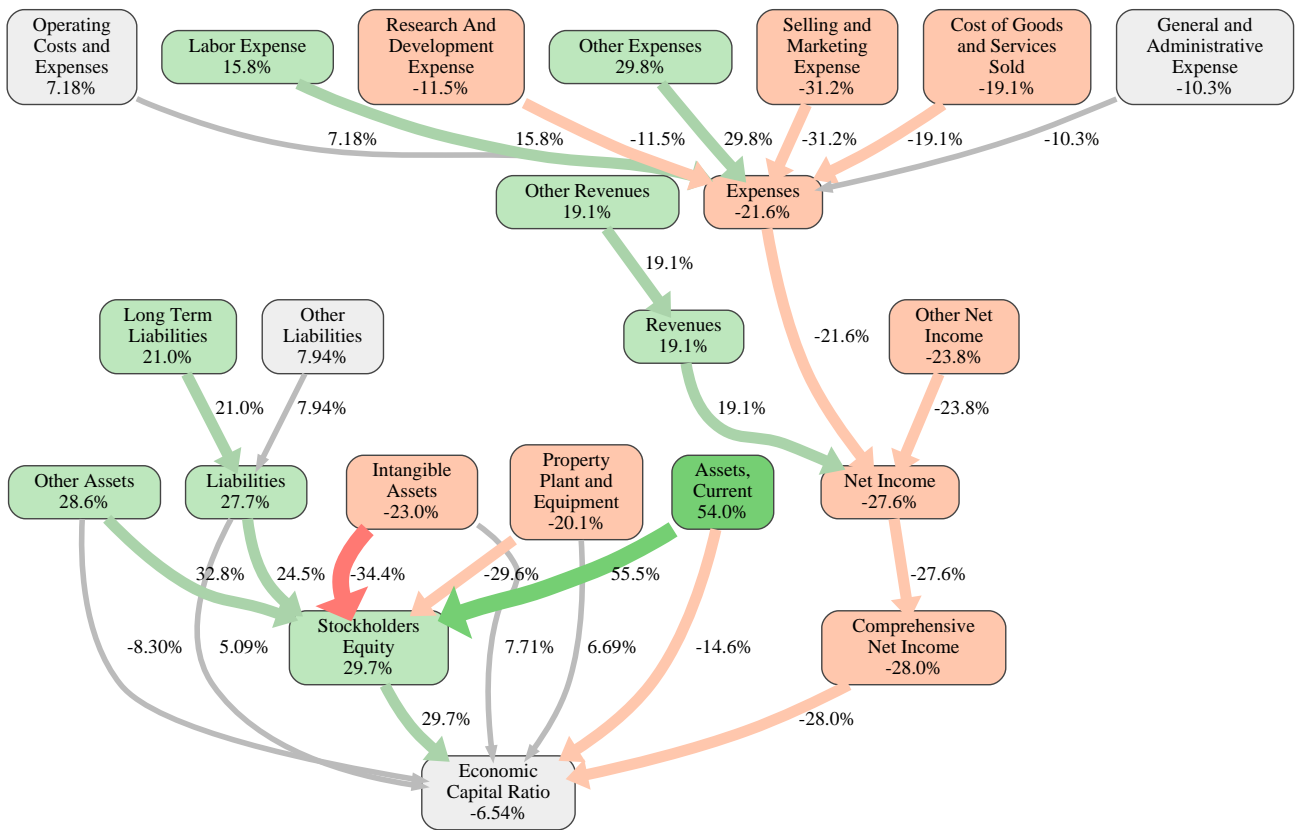 Operating
Costs and
Expenses
7.18%
Labor Expense
15.8%
Research And
Development
Expense
-11.5%
Other Expenses
29.8%
Selling and
Marketing
Expense
-31.2%
Cost of Goods
and Services
Sold
-19.1%
General and
Administrative
Expense
-10.3%
7.18%
15.8%
-11.5%
29.8%
-31.2%
-19.1%
-10.3%
Other Revenues
19.1%
Expenses
-21.6%
19.1%
Long Term
Liabilities
21.0%
Other
Liabilities
7.94%
Revenues
19.1%
-21.6%
Other Net
Income
-23.8%
21.0%
7.94%
19.1%
-23.8%
Other Assets
28.6%
Liabilities
27.7%
Intangible
Assets
-23.0%
Property
Plant and
Equipment
-20.1%
Assets,
Current
54.0%
Net Income
-27.6%
32.8%
24.5%
-34.4%
-29.6%
55.5%
-27.6%
-8.30%
5.09%
Stockholders
Equity
29.7%
7.71%
6.69%
-14.6%
Comprehensive
Net Income
-28.0%
29.7%
-28.0%
Economic
Capital Ratio
-6.54%